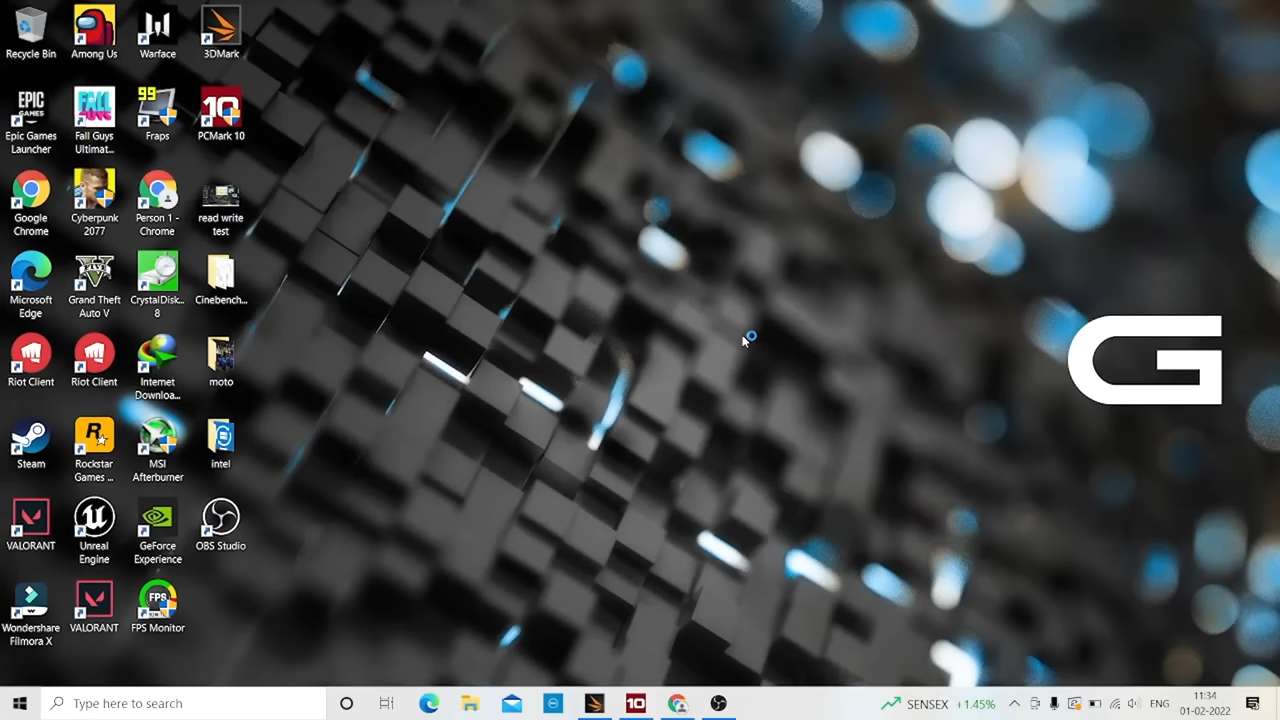 Recycle Bin
Among Us
Warface
3DMark
EPIC
GAMES
Epic Games
Launcher
FALL
GUYS
Fall Guys
Ultimat...
99
Fraps
10
PCMark 10
Google
Chrome
Cyberpunk
2077
Person 1 -
Chrome
read write
test
Microsoft
Edge
Grand Theft
Auto V
CrystalDisk...
8
Cinebench...
Riot Client
Riot Client
Internet
Downloa...
moto
Steam
R
Rockstar
Games ...
MSI
Afterburner
intel
VALORANT
Unreal
Engine
GeForce
Experience
OBS Studio
Wondershare
Filmora X
VALORANT
FPS
FPS Monitor
G
Type here to search
10
SENSEX +1.45%
ENG
11:34
01-02-2022